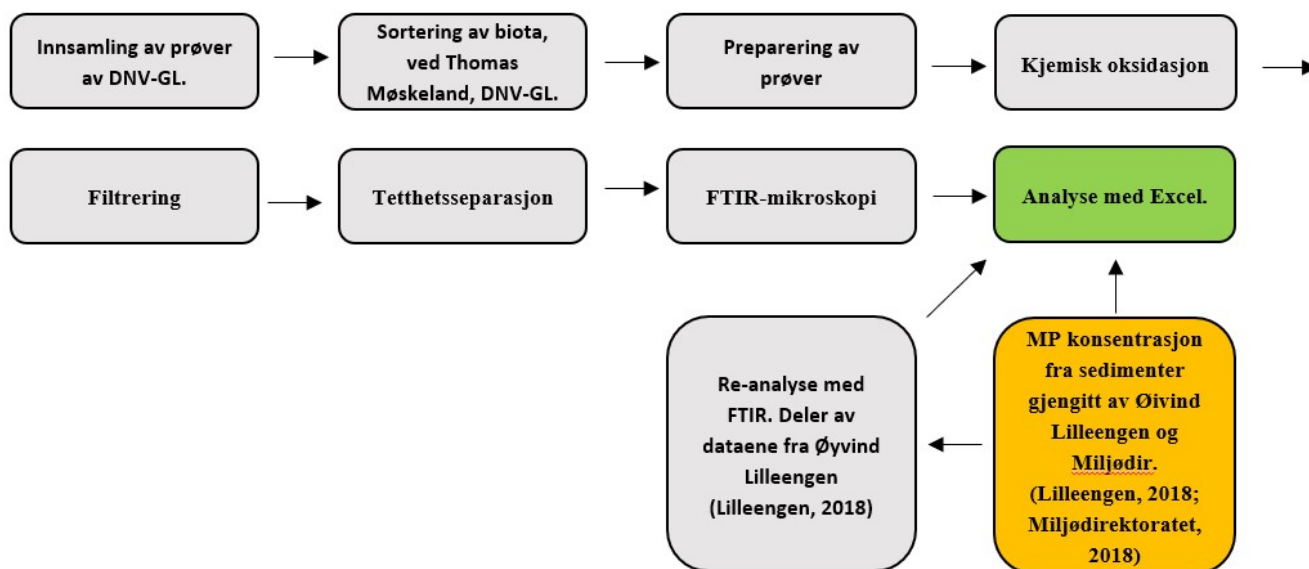 Innsamling av prøver
av DNV-GL.
Sortering av biota,
ved Thomas
Møskeland, DNV-GL.
Preparering av
prøver
Kjemisk oksidasjon
Filtrering
Tetthetsseparasjon
FTIR-mikroskopi
Analyse med Excel.
Re-analyse med
FTIR. Deler av
dataene fra Øyvind
Lilleengen
(Lilleengen, 2018)
MP konsentrasjon
fra sedimenter
gjengitt av Øivind
Lilleengen og
Miljødir.
(Lilleengen, 2018;
Miljødirektoratet,
2018)